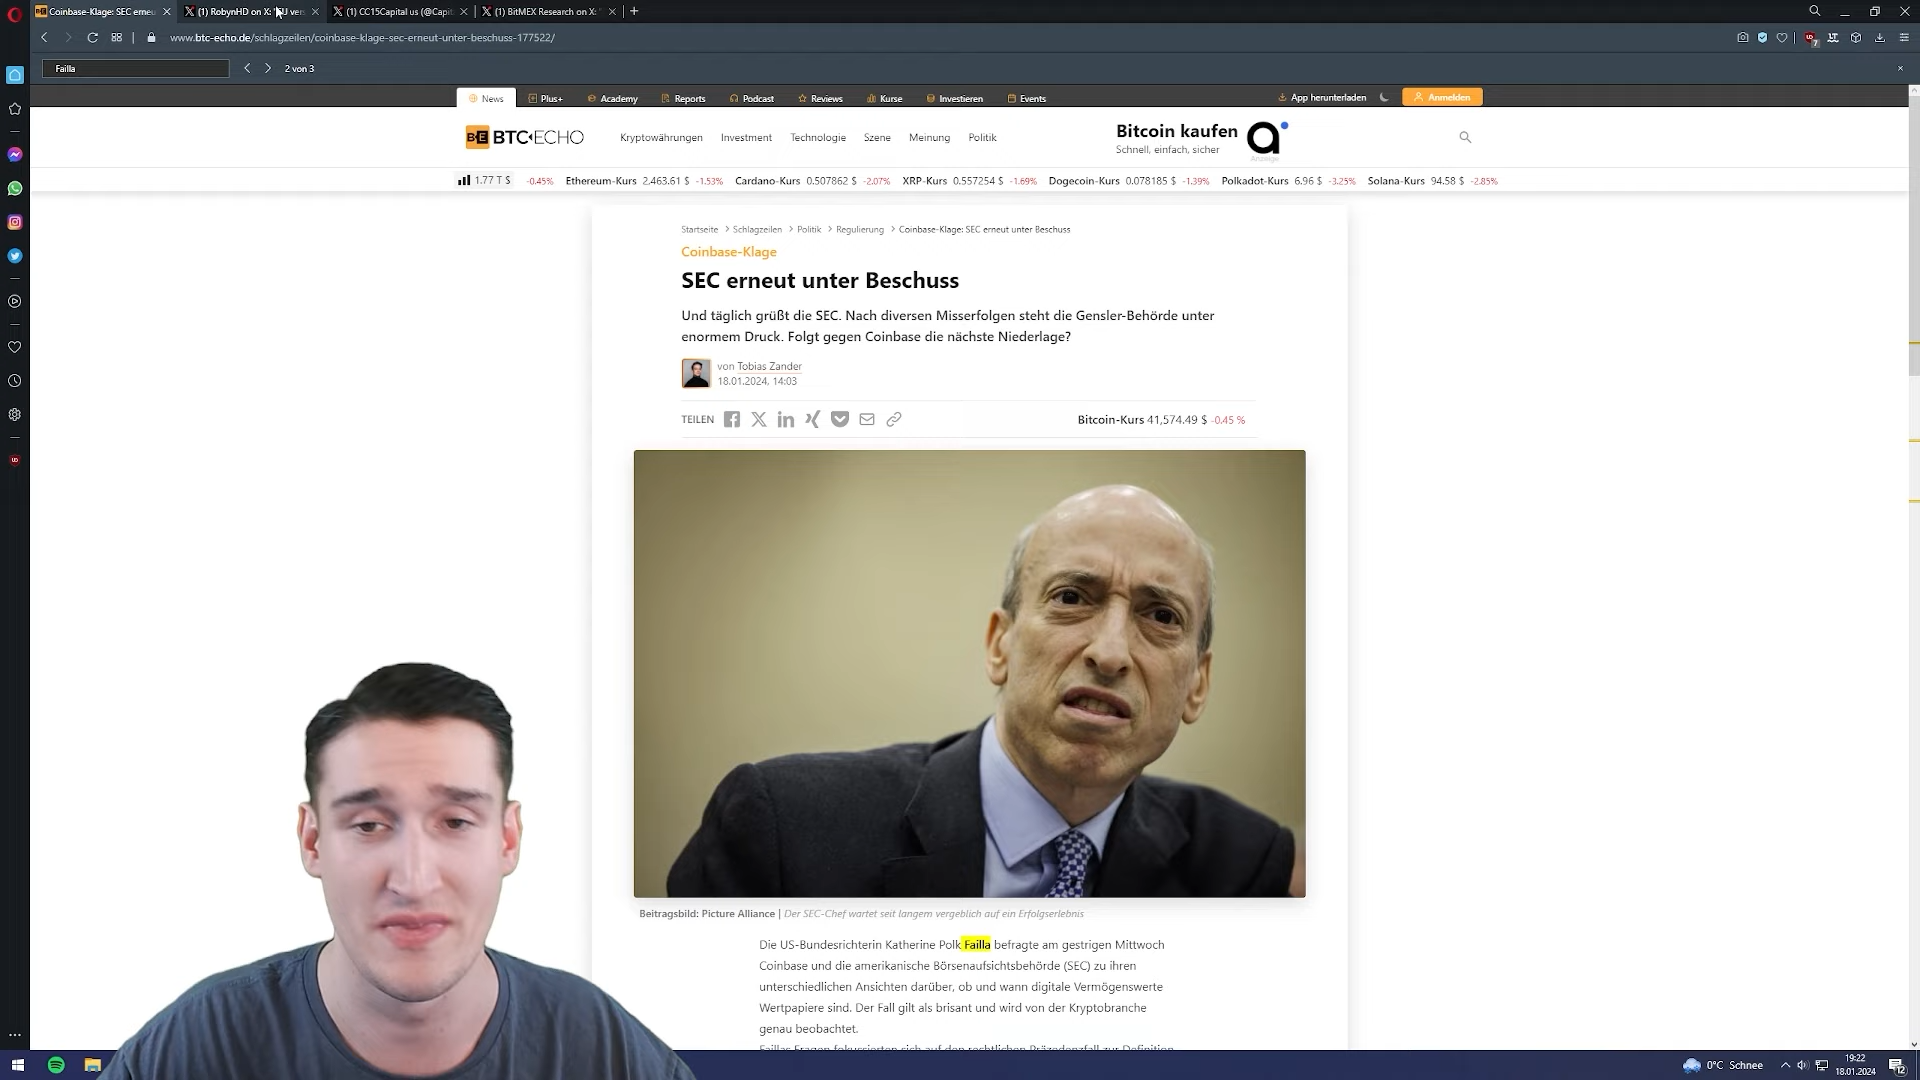 Coinbase-Klage: SEC erneu
(1) RobynHD on X: "EU vers
(1) CC15Capital us (@Capit
(1) BitMEX Research on X: "
www.btc-echo.de/schlagzeilen/coinbase-klage-sec-erneut-unter-beschuss-177522/
7
Failla
2 von 3
News
Plus+
Academy
Reports
Podcast
Reviews
Kurse
Investieren
Events
App herunterladen
Anmelden
BE BTC-ECHO
Kryptowährungen
Investment
Technologie
Szene
Meinung
Politik
Bitcoin kaufen
Schnell, einfach, sicher
Anzeige
1.77 T $ -0.45% Ethereum-Kurs 2,463.61 $ -1.53% Cardano-Kurs 0.507862 $ -2.07% XRP-Kurs 0.557254 $ -1.69% Dogecoin-Kurs 0.078185 $ -1.39% Polkadot-Kurs 6.96 $ -3.25% Solana-Kurs 94.58 $ -2.85%
Startseite > Schlagzeilen > Politik > Regulierung > Coinbase-Klage: SEC erneut unter Beschuss
Coinbase-Klage
SEC erneut unter Beschuss
Und täglich grüßt die SEC. Nach diversen Misserfolgen steht die Gensler-Behörde unter
enormem Druck. Folgt gegen Coinbase die nächste Niederlage?
von Tobias Zander
18.01.2024, 14:03
TEILEN
Bitcoin-Kurs 41,574.49 $ -0.45 %
Beitragsbild: Picture Alliance | Der SEC-Chef wartet seit langem vergeblich auf ein Erfolgserlebnis
Die US-Bundesrichterin Katherine Polk Failla befragte am gestrigen Mittwoch
Coinbase und die amerikanische Börsenaufsichtsbehörde (SEC) zu ihren
unterschiedlichen Ansichten darüber, ob und wann digitale Vermögenswerte
Wertpapiere sind. Der Fall gilt als brisant und wird von der Kryptobranche
genau beobachtet.
Faillas Fragen fokussierten sich auf den rechtlichen Präzedenzfall zur Definition
0°C Schnee
19:22
18.01.2024
12